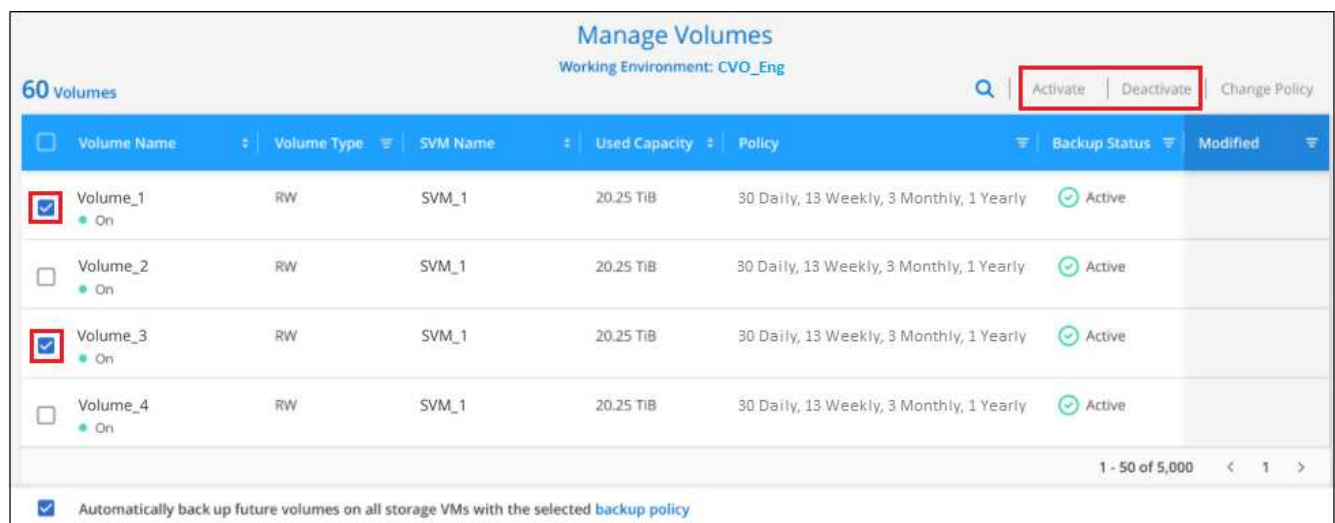 Manage Volumes
Working Environment: CVO_Eng
60 Volumes
Activate | Deactivate | Change Policy
Volume Name Volume Type SVM Name Used Capacity Policy Backup Status Modified
Volume_1 RW SVM_1 20.25 TiB 30 Daily, 13 Weekly, 3 Monthly, 1 Yearly Active
On
Volume_2 RW SVM_1 20.25 TiB 30 Daily, 13 Weekly, 3 Monthly, 1 Yearly Active
On
Volume_3 RW SVM_1 20.25 TiB 30 Daily, 13 Weekly, 3 Monthly, 1 Yearly Active
On
Volume_4 RW SVM_1 20.25 TiB 30 Daily, 13 Weekly, 3 Monthly, 1 Yearly Active
On
1 - 50 of 5,000 < 1 >
Automatically back up future volumes on all storage VMs with the selected backup policy